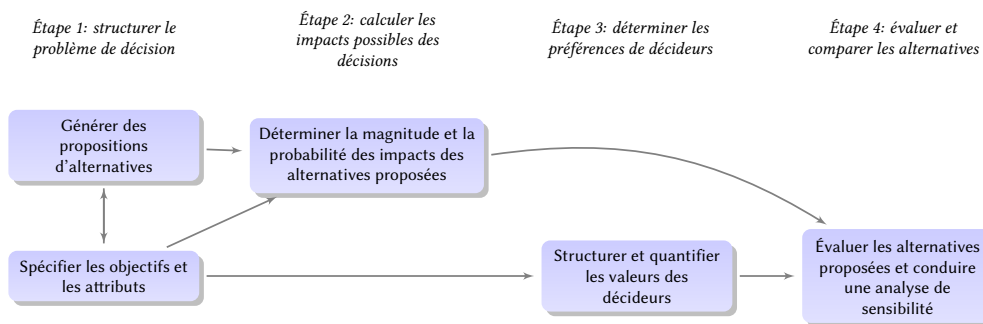 Étape 1: structurer le
problème de décision
Étape 2: calculer les
impacts possibles des
décisions
Étape 3: déterminer les
préférences de décideurs
Étape 4: évaluer et
comparer les alternatives
Générer des
propositions
d'alternatives
Déterminer la magnitude et la
probabilité des impacts des
alternatives proposées
Spécifier les objectifs et
les attributs
Structurer et quantifier
les valeurs des
décideurs
Évaluer les alternatives
proposées et conduire
une analyse de
sensibilité